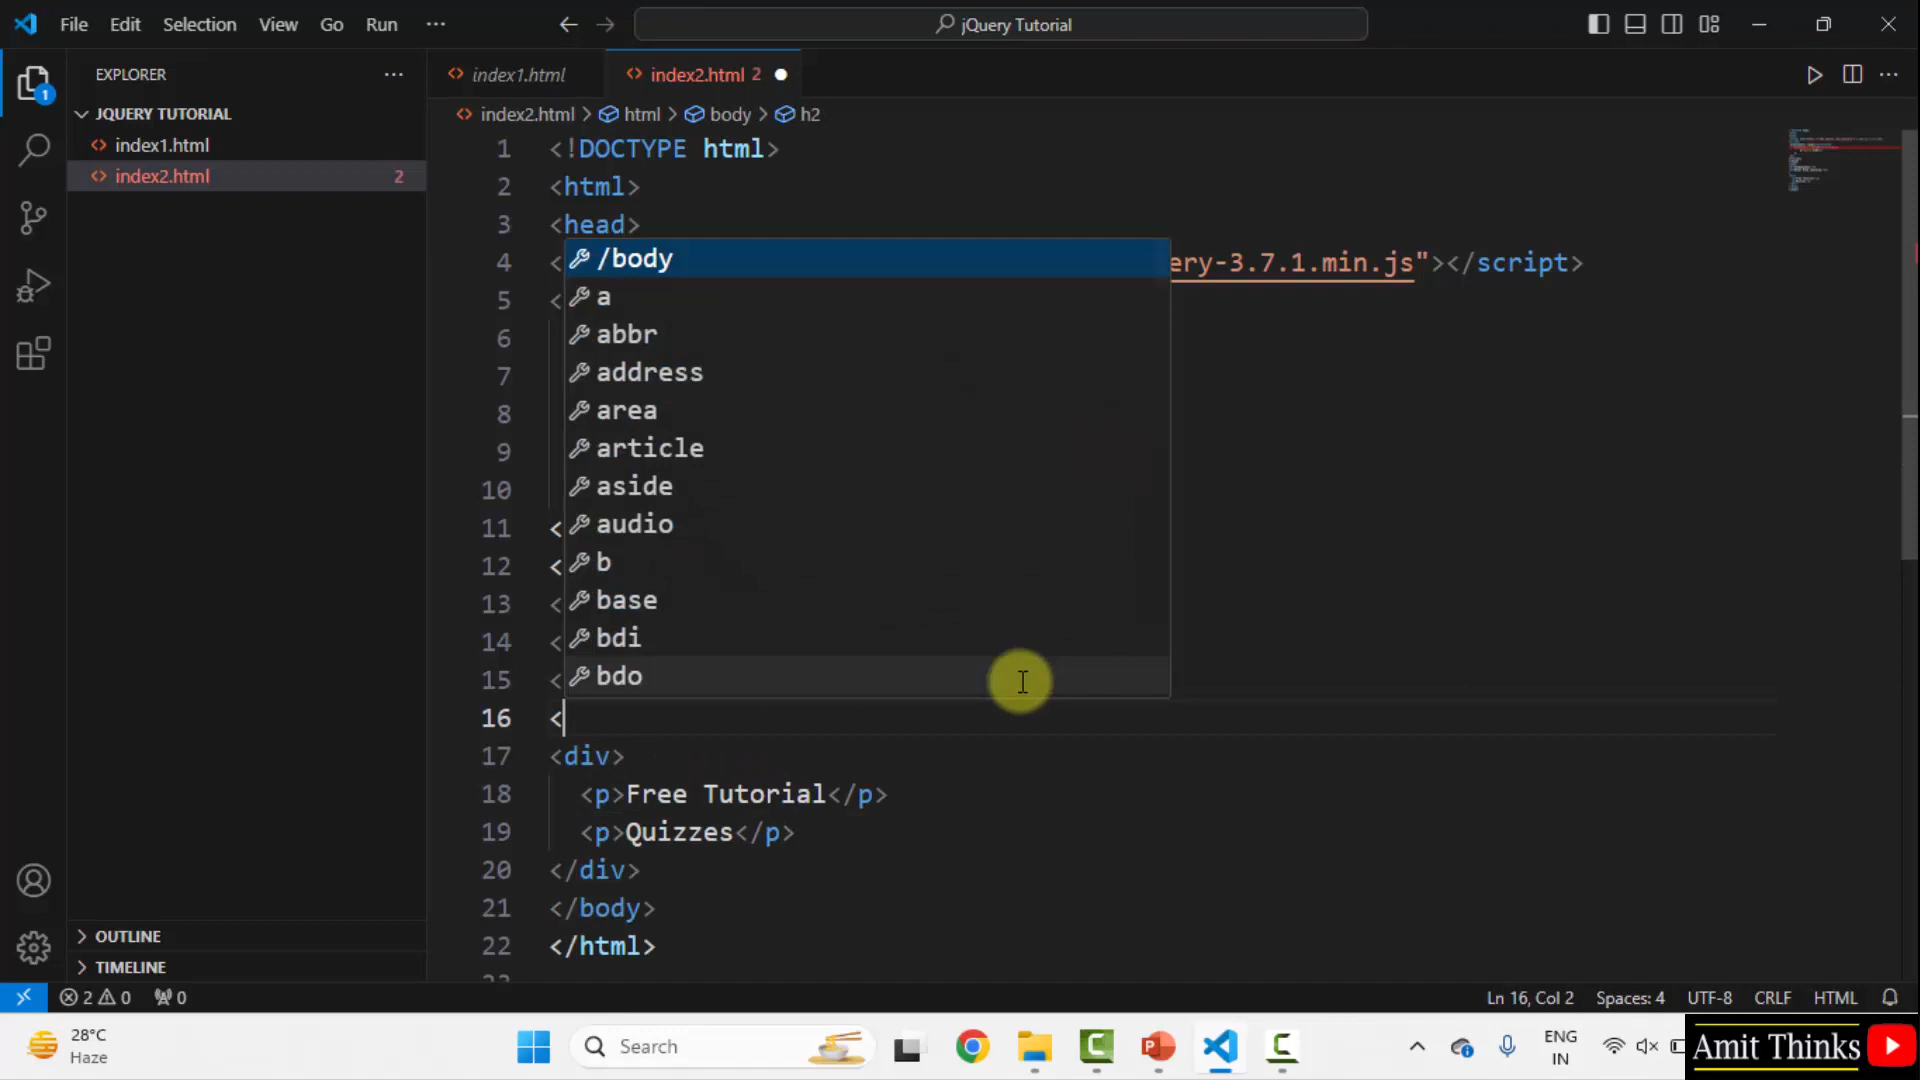 File Edit Selection View Go Run ··· jQuery Tutorial
EXPLORER ···
index1.html index2.html 2
JQUERY TUTORIAL
index2.html > html > body > h2
index1.html
index2.html 2
1 <!DOCTYPE html>
2 <html>
3 <head>
4 < ery-3.7.1.min.js"></script>
5 <
6
7
8
9
10
11 <
12 <
13 <
14 <
15 <
16 <
/body
a
abbr
address
area
article
aside
audio
b
base
bdi
bdo
17 <div>
18 <p>Free Tutorial</p>
19 <p>Quizzes</p>
20 </div>
21 </body>
22 </html>
OUTLINE
TIMELINE
2 0 0 Ln 16, Col 2 Spaces: 4 UTF-8 CRLF HTML
1
28°C
Haze
Search
ENG
IN
Amit Thinks